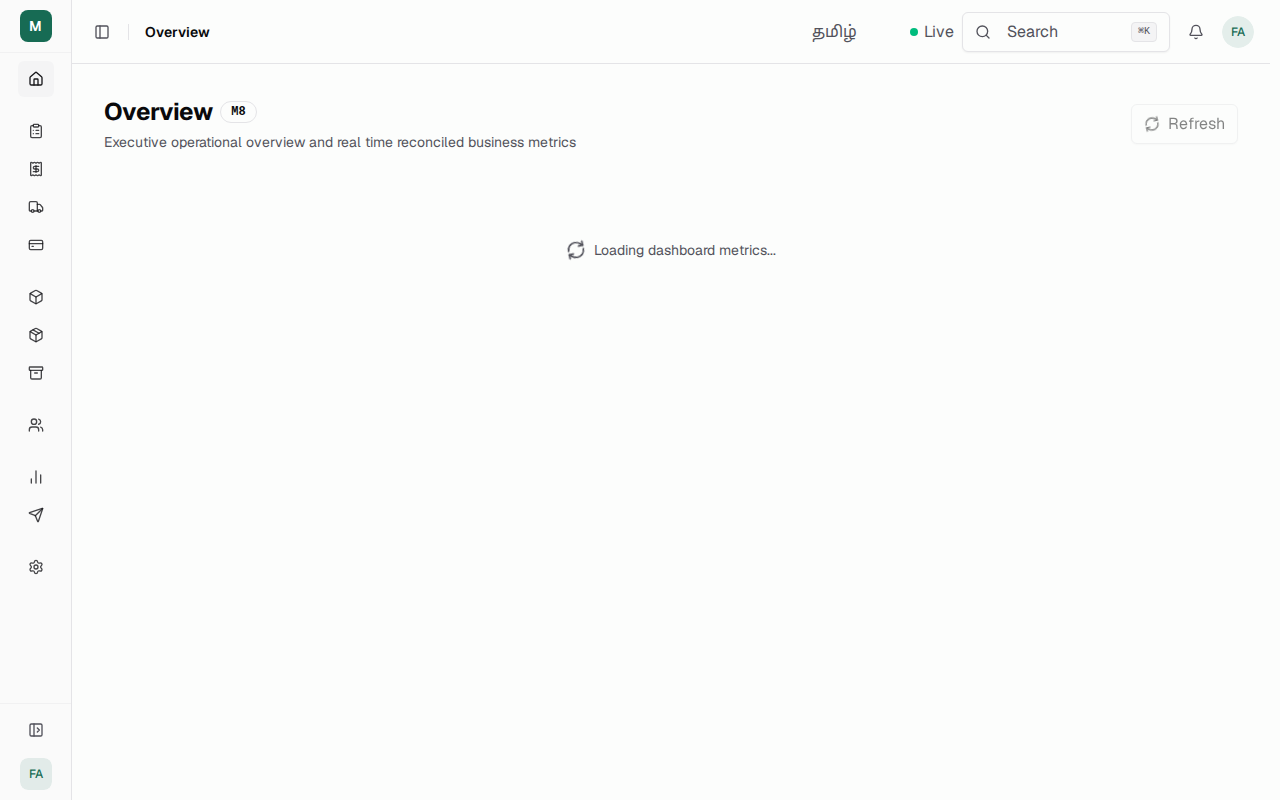 M
Overview
தமிழ்
Live
Search
⌘K
FA
Overview
M8
Executive operational overview and real time reconciled business metrics
Refresh
Loading dashboard metrics...
FA